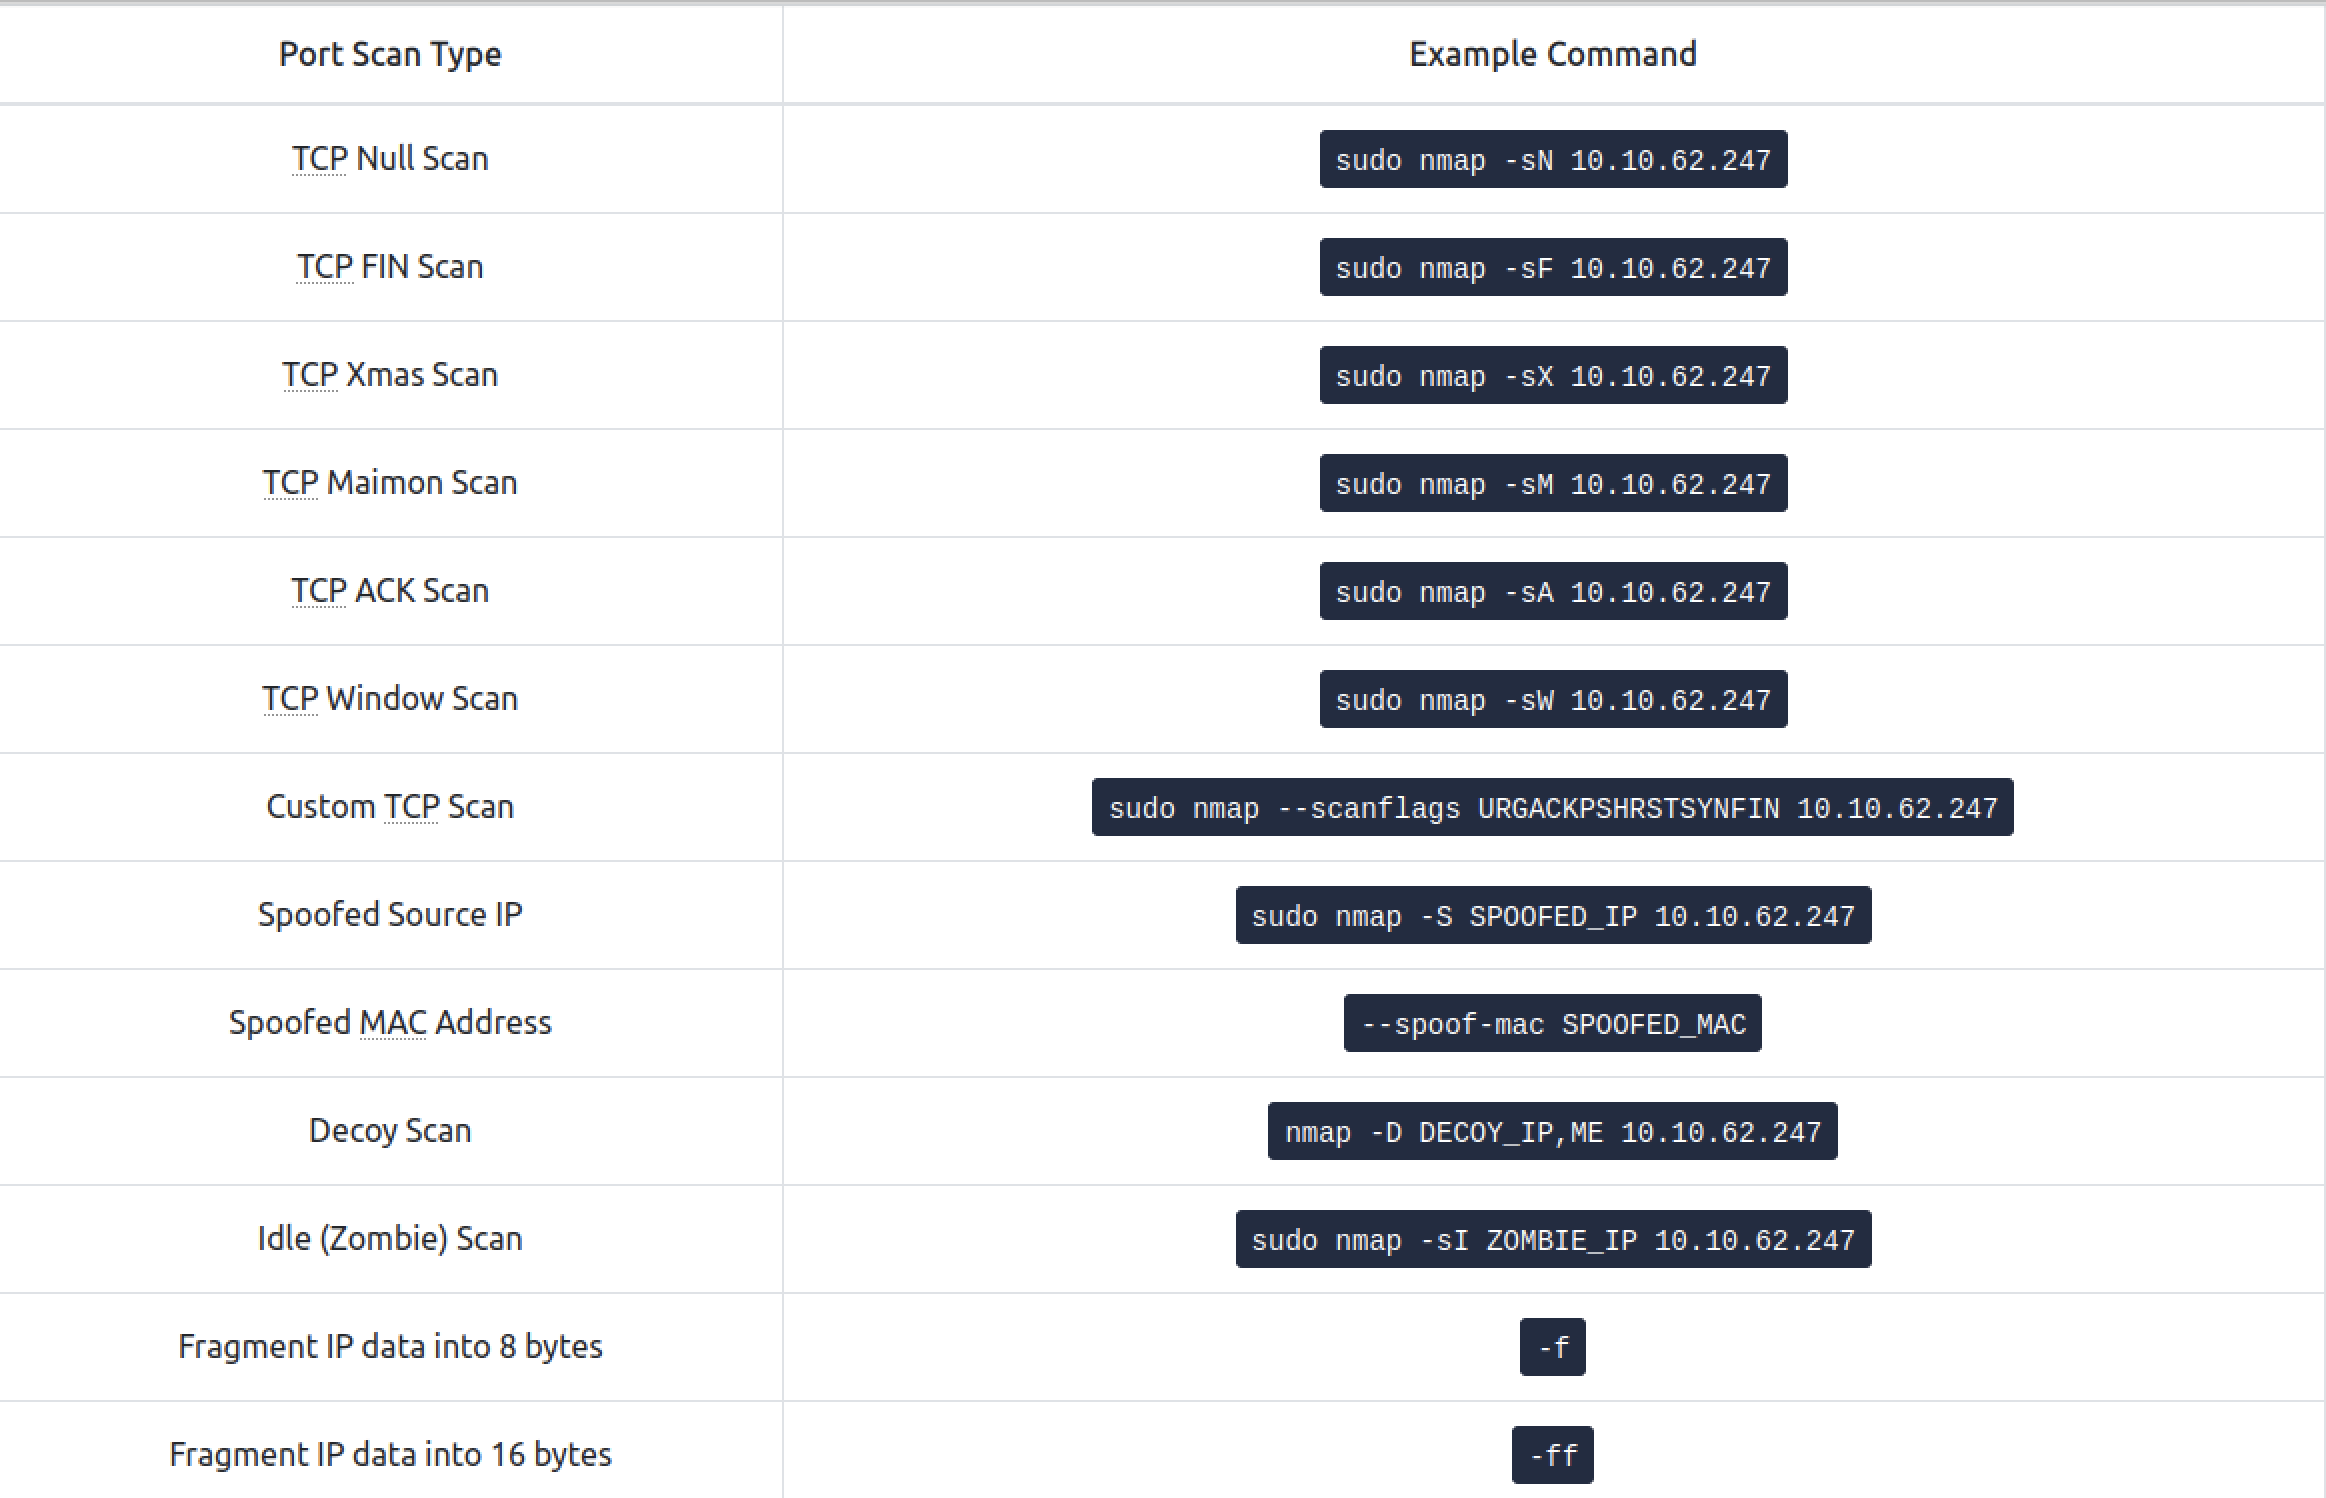 Port Scan Type Example Command
TCP Null Scan sudo nmap -sN 10.10.62.247
TCP FIN Scan sudo nmap -sF 10.10.62.247
TCP Xmas Scan sudo nmap -sX 10.10.62.247
TCP Maimon Scan sudo nmap -sM 10.10.62.247
TCP ACK Scan sudo nmap -sA 10.10.62.247
TCP Window Scan sudo nmap -sW 10.10.62.247
Custom TCP Scan sudo nmap --scanflags URGACKPSHRSTSYNFIN 10.10.62.247
Spoofed Source IP sudo nmap -S SPOOFED_IP 10.10.62.247
Spoofed MAC Address --spoof-mac SPOOFED_MAC
Decoy Scan nmap -D DECOY_IP,ME 10.10.62.247
Idle (Zombie) Scan sudo nmap -sI ZOMBIE_IP 10.10.62.247
Fragment IP data into 8 bytes -f
Fragment IP data into 16 bytes -ff